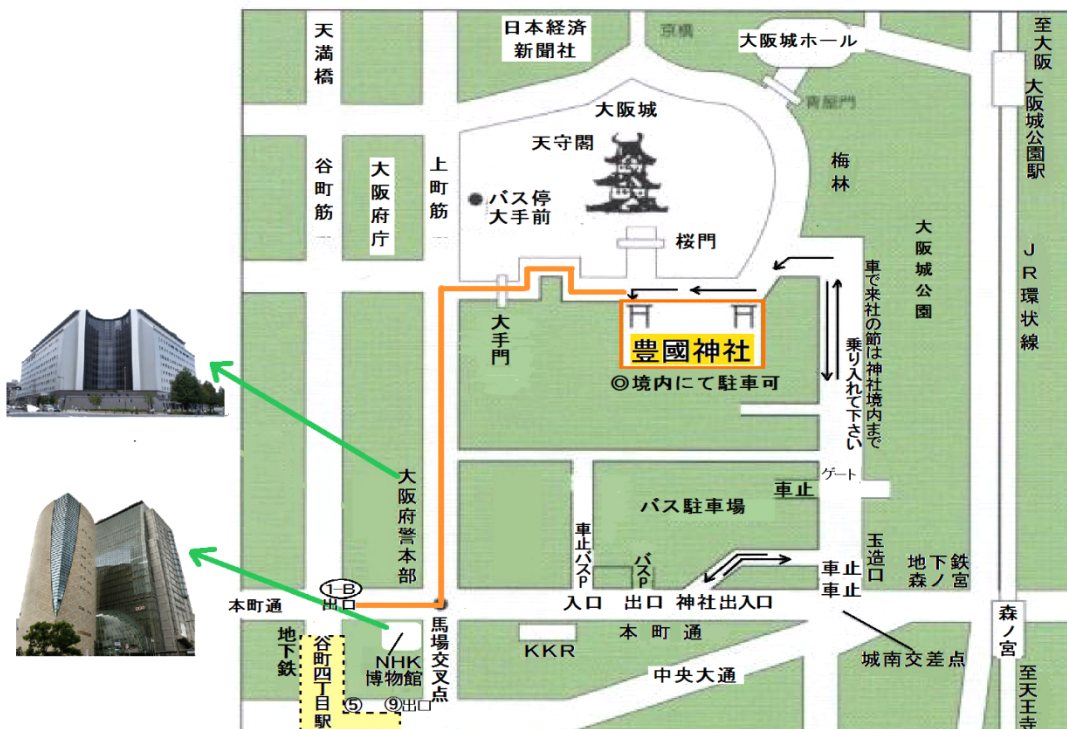 天満橋
日本経済
新聞社
京橋
大阪城ホール
至大阪
大阪城公園駅
青屋門
大阪城
天守閣
梅林
谷町筋
大阪府庁
上町筋
バス停
大手前
桜門
大阪城公園
JR環状線
車で来社の節は神社境内まで
乗り入れて下さい
大手門
豊國神社
◎境内にて駐車可
ゲート
大阪府警本部
車止
バス駐車場
玉造口
車止バスP
バスP
車止
車止
地下鉄
森ノ宮
1-B
出口
本町通
入口
出口
神社出入口
森ノ宮
地下鉄
谷町四丁目駅
NHK
博物館
馬場交叉点
KKR
本町通
城南交差点
中央大通
⑤
⑨出口
至天王寺